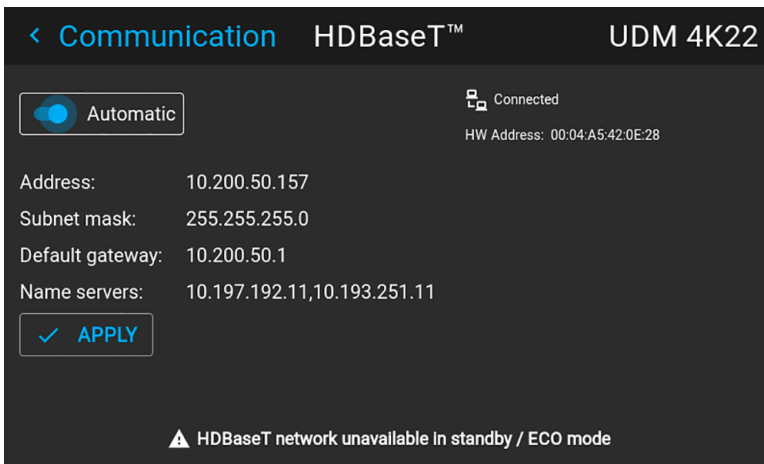 < Communication HDBaseT™ UDM 4K22
Automatic
Connected
HW Address: 00:04:A5:42:0E:28
Address: 10.200.50.157
Subnet mask: 255.255.255.0
Default gateway: 10.200.50.1
Name servers: 10.197.192.11,10.193.251.11
APPLY
HDBaseT network unavailable in standby / ECO mode